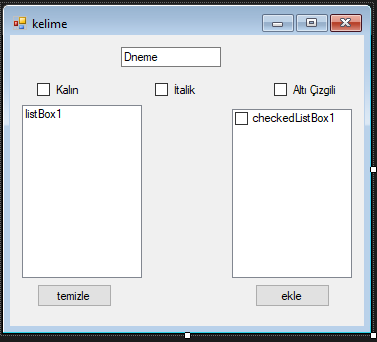 kelime
Dneme
Kalın İtalik Altı Çizgili
listBox1
checkedListBox1
temizle ekle